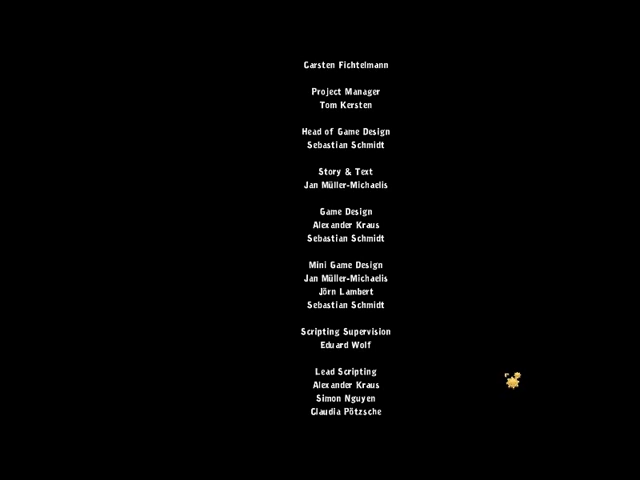 Carsten Fichtelmann
Project Manager
Tom Kersten
Head of Game Design
Sebastian Schmidt
Story & Text
Jan Müller-Michaelis
Game Design
Alexander Kraus
Sebastian Schmidt
Mini Game Design
Jan Müller-Michaelis
Jörn Lambert
Sebastian Schmidt
Scripting Supervision
Eduard Wolf
Lead Scripting
Alexander Kraus
Simon Nguyen
Claudia Pötzsche